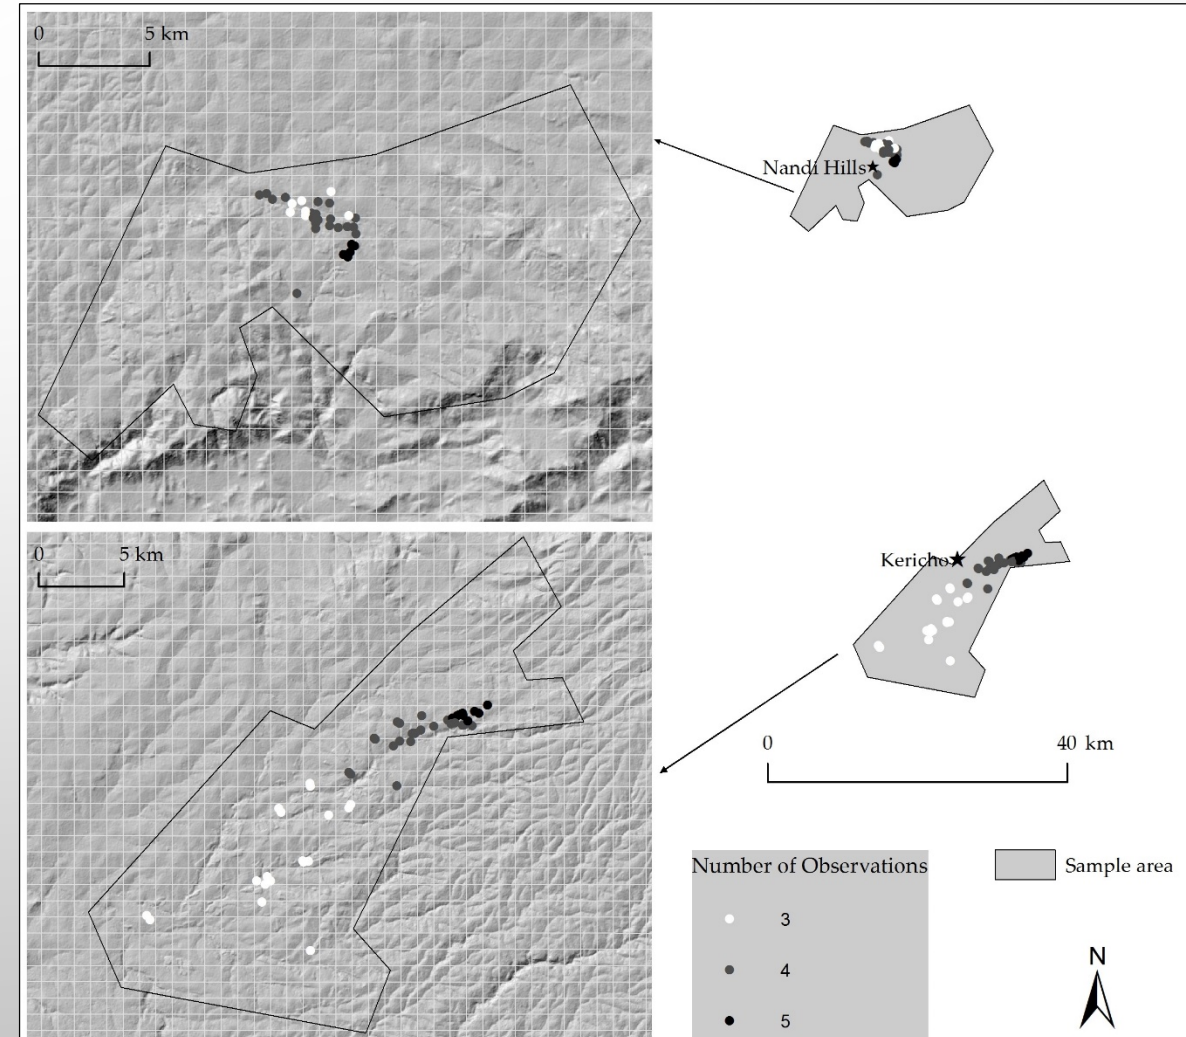 0 5 km
Nandi Hills
0 5 km
Kericho
0 40 km
Number of Observations
3
4
5
Sample area
N